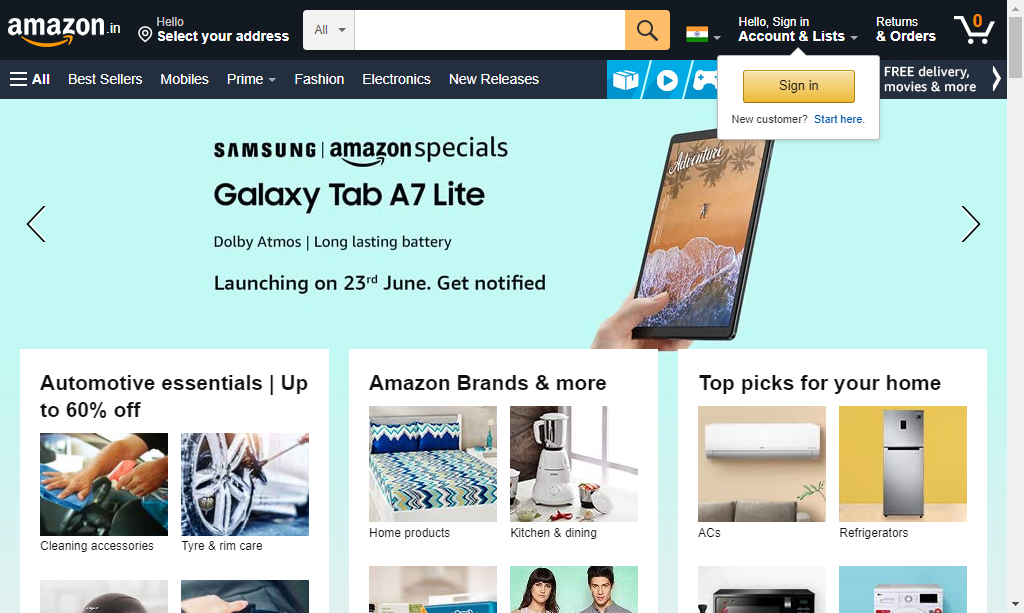 amazon.in
Hello
Select your address
All
Hello, Sign in
Account & Lists
Returns
& Orders
0
All
Best Sellers
Mobiles
Prime
Fashion
Electronics
New Releases
FREE delivery,
movies & more
Sign in
New customer? Start here.
SAMSUNG | amazon specials
Galaxy Tab A7 Lite
Dolby Atmos | Long lasting battery
Launching on 23rd June. Get notified
Adventure
Automotive essentials | Up
to 60% off
Amazon Brands & more
Top picks for your home
Cleaning accessories
Tyre & rim care
Home products
Kitchen & dining
ACs
Refrigerators